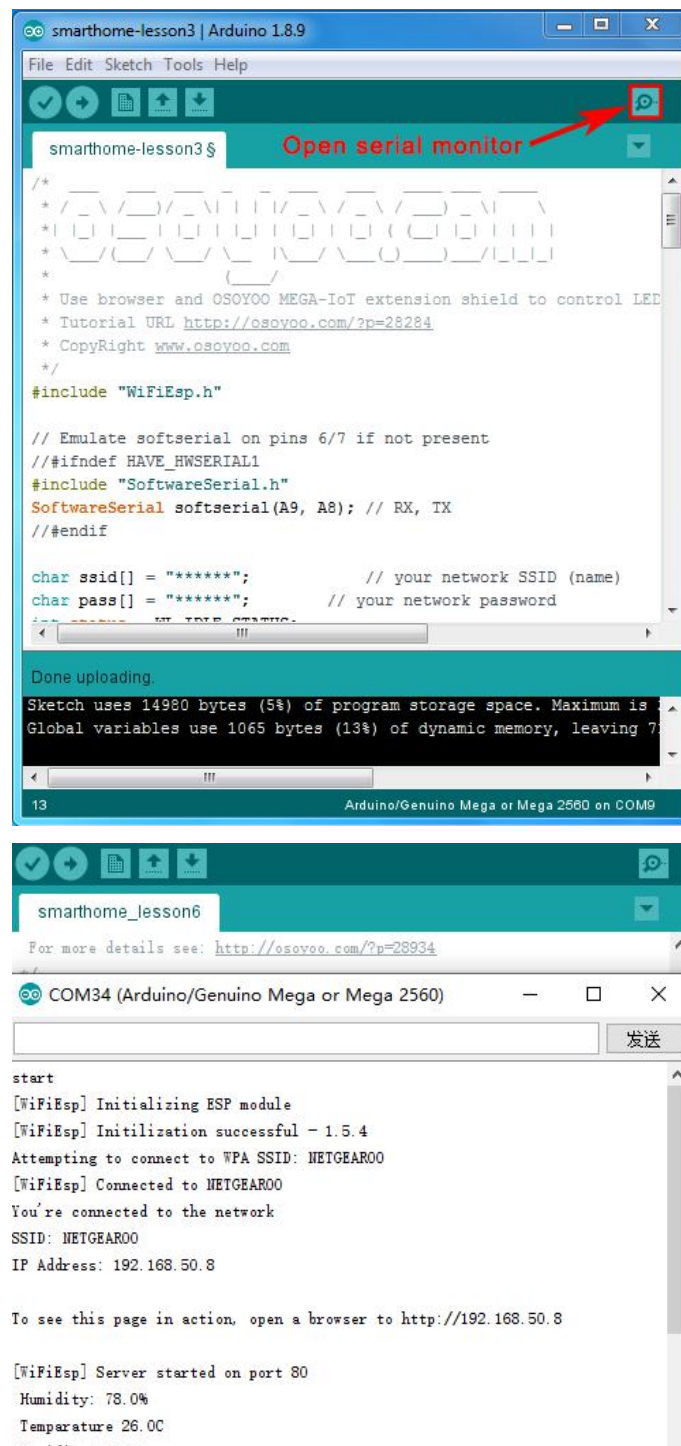 smarthome-lesson3 | Arduino 1.8.9
File Edit Sketch Tools Help
Open serial monitor
smarthome-lesson3 §
/*
* Use browser and OSOYOO MEGA-IoT extension shield to control LED
* Tutorial URL http://osoyoo.com/?p=28284
* CopyRight www.osoyoo.com
*/
#include "WiFiEsp.h"
// Emulate softserial on pins 6/7 if not present
//#ifndef HAVE_HWSERIAL1
#include "SoftwareSerial.h"
SoftwareSerial softserial(A9, A8); // RX, TX
//#endif
char ssid[] = "******"; // your network SSID (name)
char pass[] = "******"; // your network password
Done uploading.
Sketch uses 14980 bytes (5%) of program storage space. Maximum is
Global variables use 1065 bytes (13%) of dynamic memory, leaving
13 Arduino/Genuino Mega or Mega 2560 on COM9
smarthome_lesson6
For more details see: http://osoyoo.com/?p=28934
*/
COM34 (Arduino/Genuino Mega or Mega 2560)
发送
start
[WiFiEsp] Initializing ESP module
[WiFiEsp] Initilization successful - 1.5.4
Attempting to connect to WPA SSID: NETGEAR00
[WiFiEsp] Connected to NETGEAR00
You're connected to the network
SSID: NETGEAR00
IP Address: 192.168.50.8
To see this page in action, open a browser to http://192.168.50.8
[WiFiEsp] Server started on port 80
Humidity: 78.0%
Temparature 26.0C